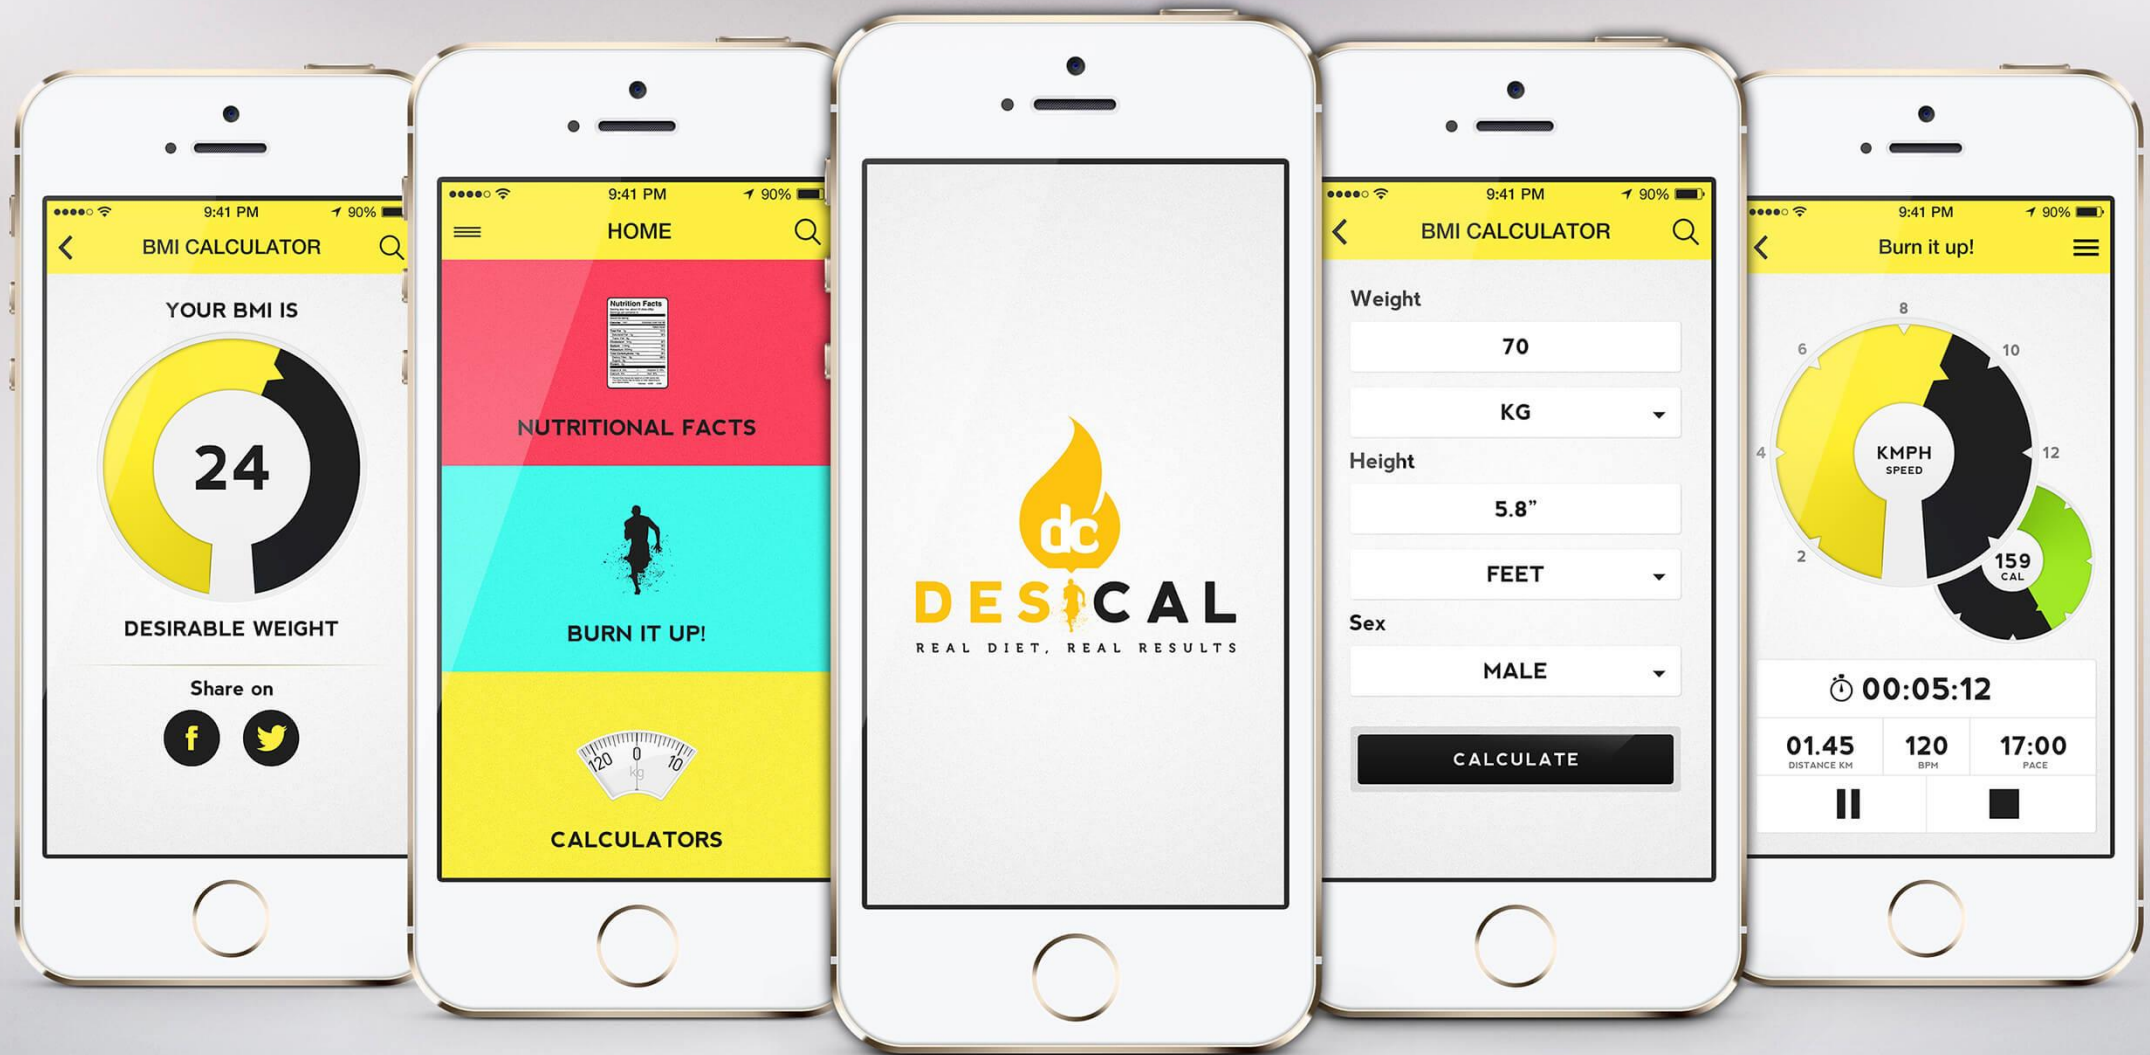 9:41 PM
90%
BMI CALCULATOR
YOUR BMI IS
24
DESIRABLE WEIGHT
Share on
f
9:41 PM
90%
HOME
Nutrition Facts
NUTRITIONAL FACTS
BURN IT UP!
120 0 10
kg
CALCULATORS
dc
DESICAL
REAL DIET, REAL RESULTS
9:41 PM
90%
BMI CALCULATOR
Weight
70
KG
Height
5.8”
FEET
Sex
MALE
CALCULATE
9:41 PM
90%
Burn it up!
8
6
10
4
12
2
KMPH
SPEED
159
CAL
00:05:12
01.45 120 17:00
DISTANCE KM BPM PACE